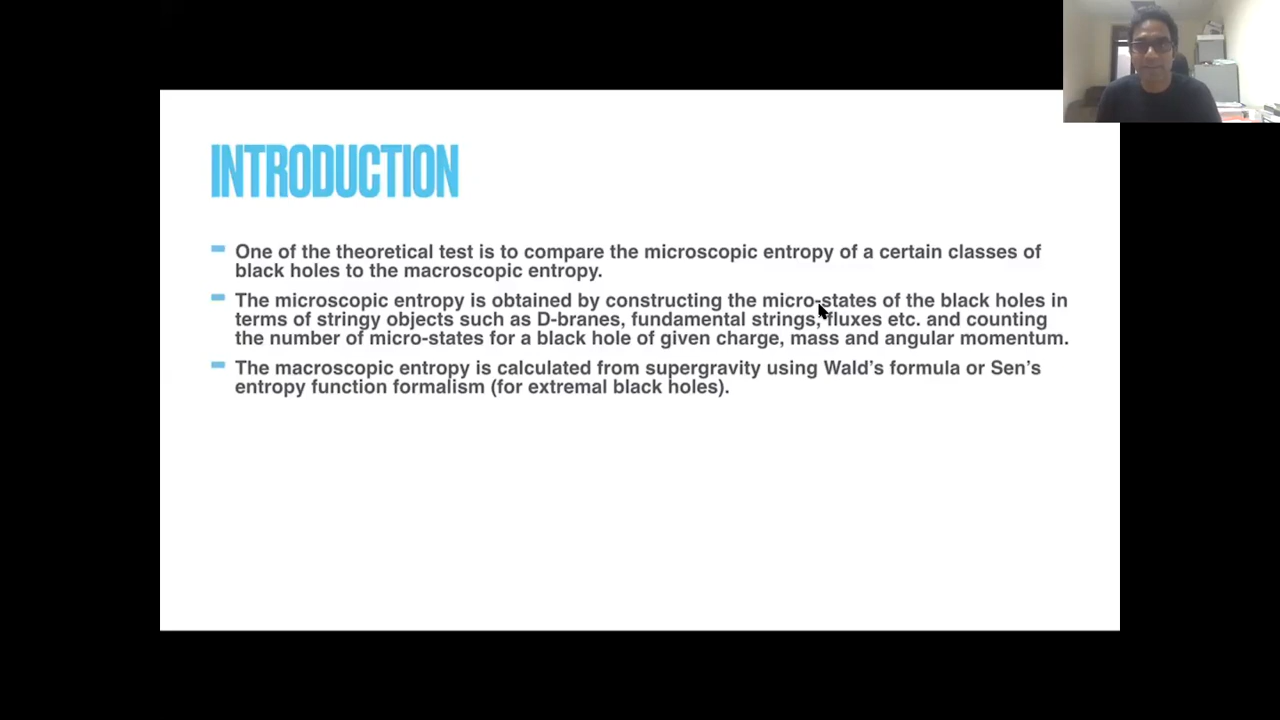 INTRODUCTION
One of the theoretical test is to compare the microscopic entropy of a certain classes of
black holes to the macroscopic entropy.
The microscopic entropy is obtained by constructing the micro-states of the black holes in
terms of stringy objects such as D-branes, fundamental strings, fluxes etc. and counting
the number of micro-states for a black hole of given charge, mass and angular momentum.
The macroscopic entropy is calculated from supergravity using Wald’s formula or Sen’s
entropy function formalism (for extremal black holes).